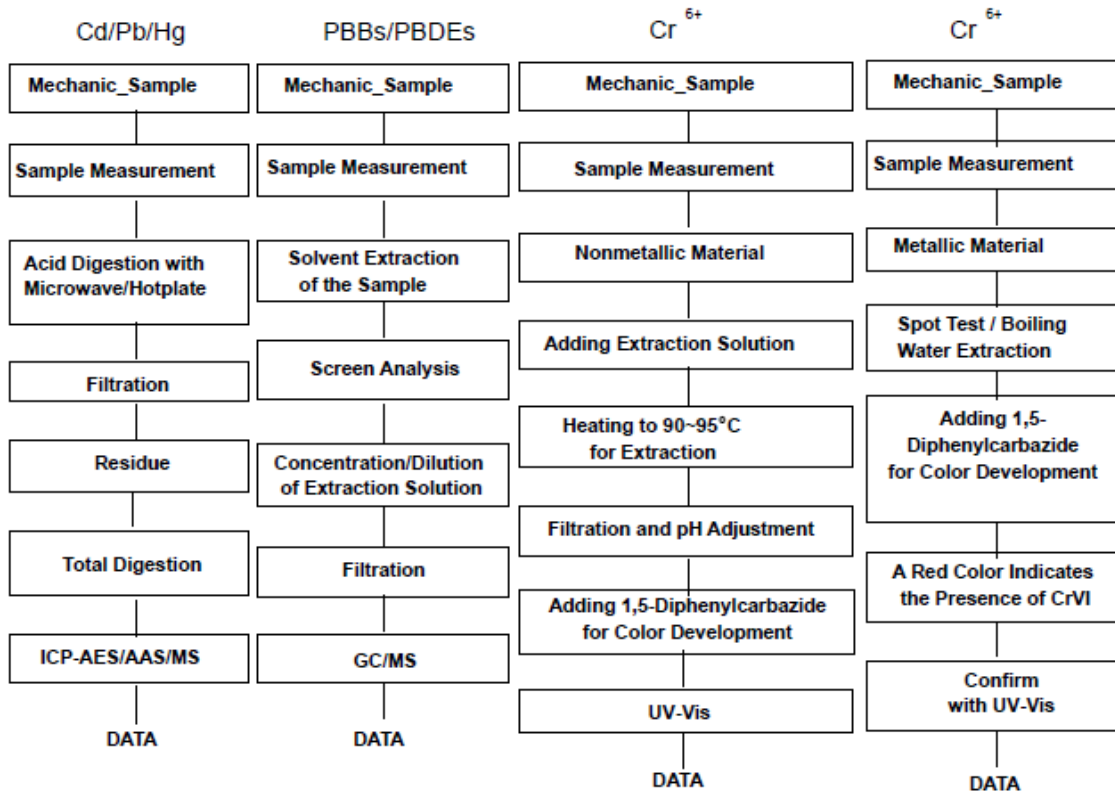 Cd/Pb/Hg
Mechanic_Sample
Sample Measurement
Acid Digestion with
Microwave/Hotplate
Filtration
Residue
Total Digestion
ICP-AES/AAS/MS
DATA
PBBs/PBDEs
Mechanic_Sample
Sample Measurement
Solvent Extraction
of the Sample
Screen Analysis
Concentration/Dilution
of Extraction Solution
Filtration
GC/MS
DATA
Cr 6+
Mechanic_Sample
Sample Measurement
Nonmetallic Material
Adding Extraction Solution
Heating to 90~95°C
for Extraction
Filtration and pH Adjustment
Adding 1,5-Diphenylcarbazide
for Color Development
UV-Vis
DATA
Cr 6+
Mechanic_Sample
Sample Measurement
Metallic Material
Spot Test / Boiling
Water Extraction
Adding 1,5-
Diphenylcarbazide
for Color Development
A Red Color Indicates
the Presence of CrVI
Confirm
with UV-Vis
DATA